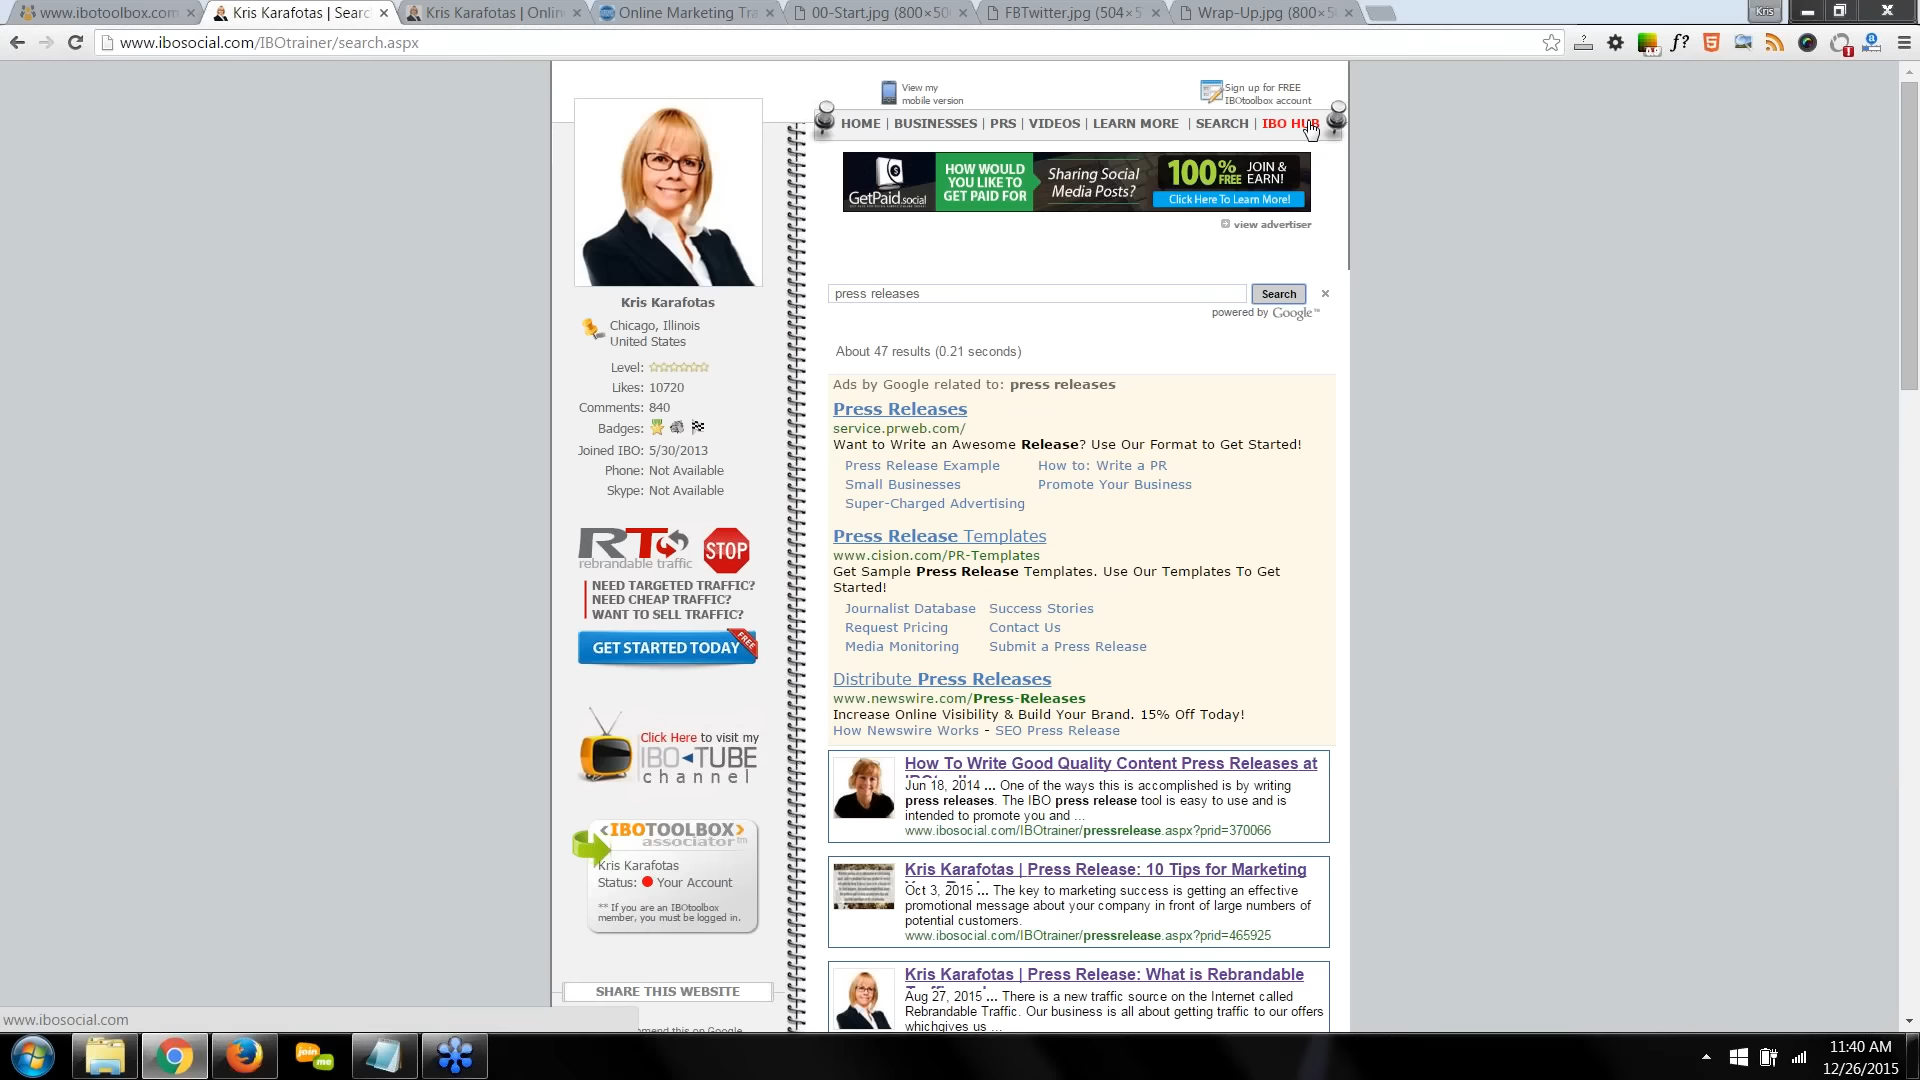 www.ibotoolbox.com
Kris Karafotas | Searc
Kris Karafotas | Onlin
Online Marketing Tra
00-Start.jpg (800×50
FBTwitter.jpg (504×5
Wrap-Up.jpg (800×5
Kris
www.ibosocial.com/IBOtrainer/search.aspx
View my
mobile version
Sign up for FREE
IBOtoolbox account
HOME | BUSINESSES | PRS | VIDEOS | LEARN MORE | SEARCH | IBO HUB
GetPaid.social
HOW WOULD
YOU LIKE TO
GET PAID FOR
Sharing Social
Media Posts?
100% FREE JOIN &
EARN!
Click Here To Learn More!
view advertiser
press releases
Search
powered by Google™
About 47 results (0.21 seconds)
Kris Karafotas
Chicago, Illinois
United States
Level:
Likes: 10720
Comments: 840
Badges:
Joined IBO: 5/30/2013
Phone: Not Available
Skype: Not Available
RT
rebrandable traffic
STOP
NEED TARGETED TRAFFIC?
NEED CHEAP TRAFFIC?
WANT TO SELL TRAFFIC?
GET STARTED TODAY
FREE
Click Here to visit my
IBO TUBE
channel
<IBOTOOLBOX>
associator™
Kris Karafotas
Status: Your Account
** If you are an IBOtoolbox
member, you must be logged in.
SHARE THIS WEBSITE
mend this on Google
Ads by Google related to: press releases
Press Releases
service.prweb.com/
Want to Write an Awesome Release? Use Our Format to Get Started!
Press Release Example How to: Write a PR
Small Businesses Promote Your Business
Super-Charged Advertising
Press Release Templates
www.cision.com/PR-Templates
Get Sample Press Release Templates. Use Our Templates To Get
Started!
Journalist Database Success Stories
Request Pricing Contact Us
Media Monitoring Submit a Press Release
Distribute Press Releases
www.newswire.com/Press-Releases
Increase Online Visibility & Build Your Brand. 15% Off Today!
How Newswire Works - SEO Press Release
How To Write Good Quality Content Press Releases at
Jun 18, 2014 ... One of the ways this is accomplished is by writing
press releases. The IBO press release tool is easy to use and is
intended to promote you and ...
www.ibosocial.com/IBOtrainer/pressrelease.aspx?prid=370066
Kris Karafotas | Press Release: 10 Tips for Marketing
Oct 3, 2015 ... The key to marketing success is getting an effective
promotional message about your company in front of large numbers of
potential customers.
www.ibosocial.com/IBOtrainer/pressrelease.aspx?prid=465925
Kris Karafotas | Press Release: What is Rebrandable
Aug 27, 2015 ... There is a new traffic source on the Internet called
Rebrandable Traffic. Our business is all about getting traffic to our offers
whichgives us ...
www.ibosocial.com
join
me
11:40 AM
12/26/2015